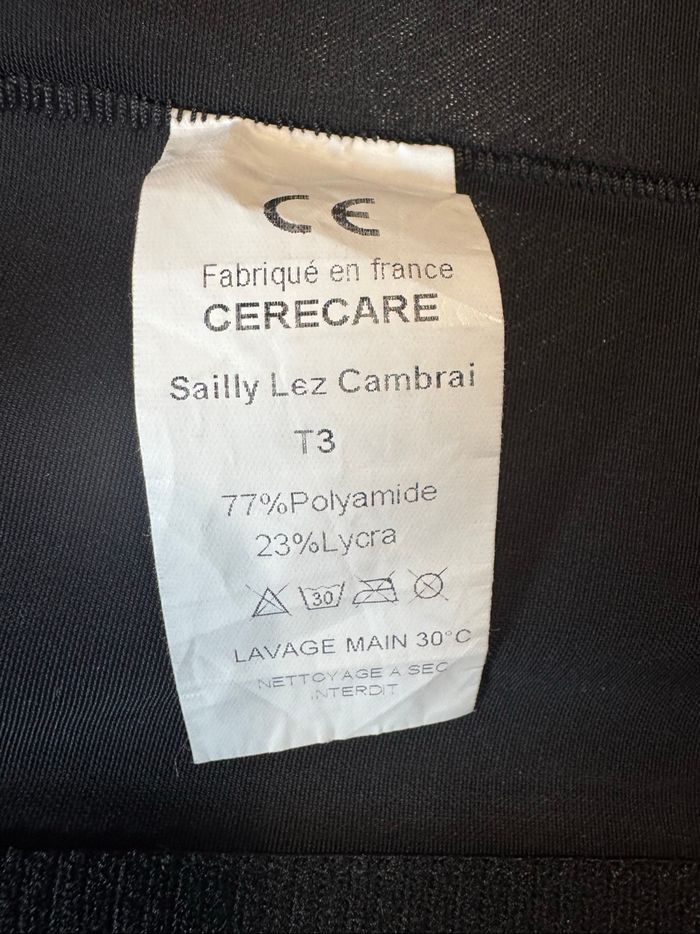 CE
Fabriqué en france
CERECARE
Sailly Lez Cambrai
T3
77%Polyamide
23%Lycra
30
LAVAGE MAIN 30°C
NETTOYAGE A SEC
INTERDIT